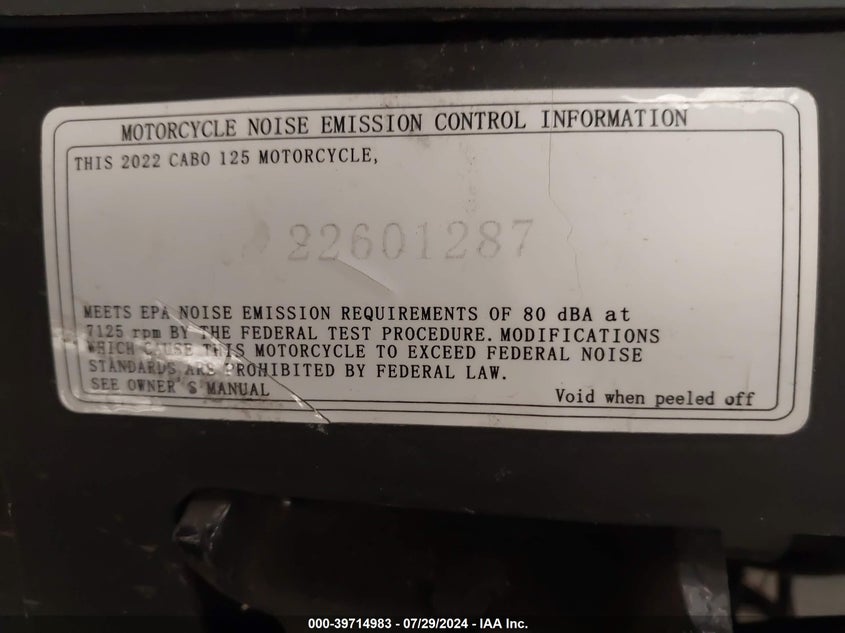 MOTORCYCLE NOISE EMISSION CONTROL INFORMATION
THIS 2022 CABO 125 MOTORCYCLE,
22601287
MEETS EPA NOISE EMISSION REQUIREMENTS OF 80 dBA at
7125 rpm BY THE FEDERAL TEST PROCEDURE. MODIFICATIONS
WHICH CAUSE THIS MOTORCYCLE TO EXCEED FEDERAL NOISE
STANDARDS ARE PROHIBITED BY FEDERAL LAW.
SEE OWNER'S MANUAL
Void when peeled off
000-39714983 - 07/29/2024 - IAA Inc.